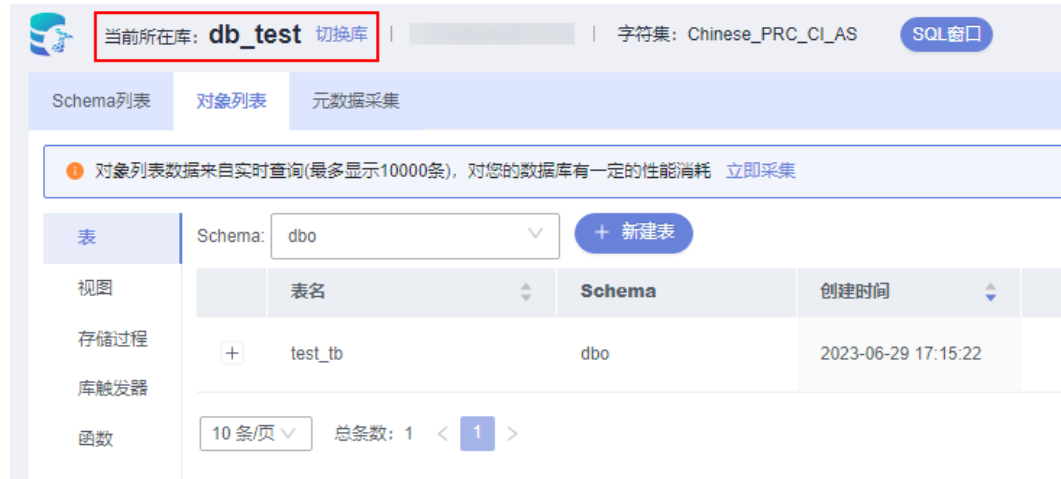 当前所在库: db_test 切换库 | | 字符集: Chinese_PRC_CI_AS SQL窗口
Schema列表 对象列表 元数据采集
对象列表数据来自实时查询(最多显示10000条), 对您的数据库有一定的性能消耗 立即采集
表 Schema: dbo + 新建表
视图 表名 Schema 创建时间
存储过程 test_tb dbo 2023-06-29 17:15:22
库触发器
函数 10 条/页 总条数: 1 < 1 >